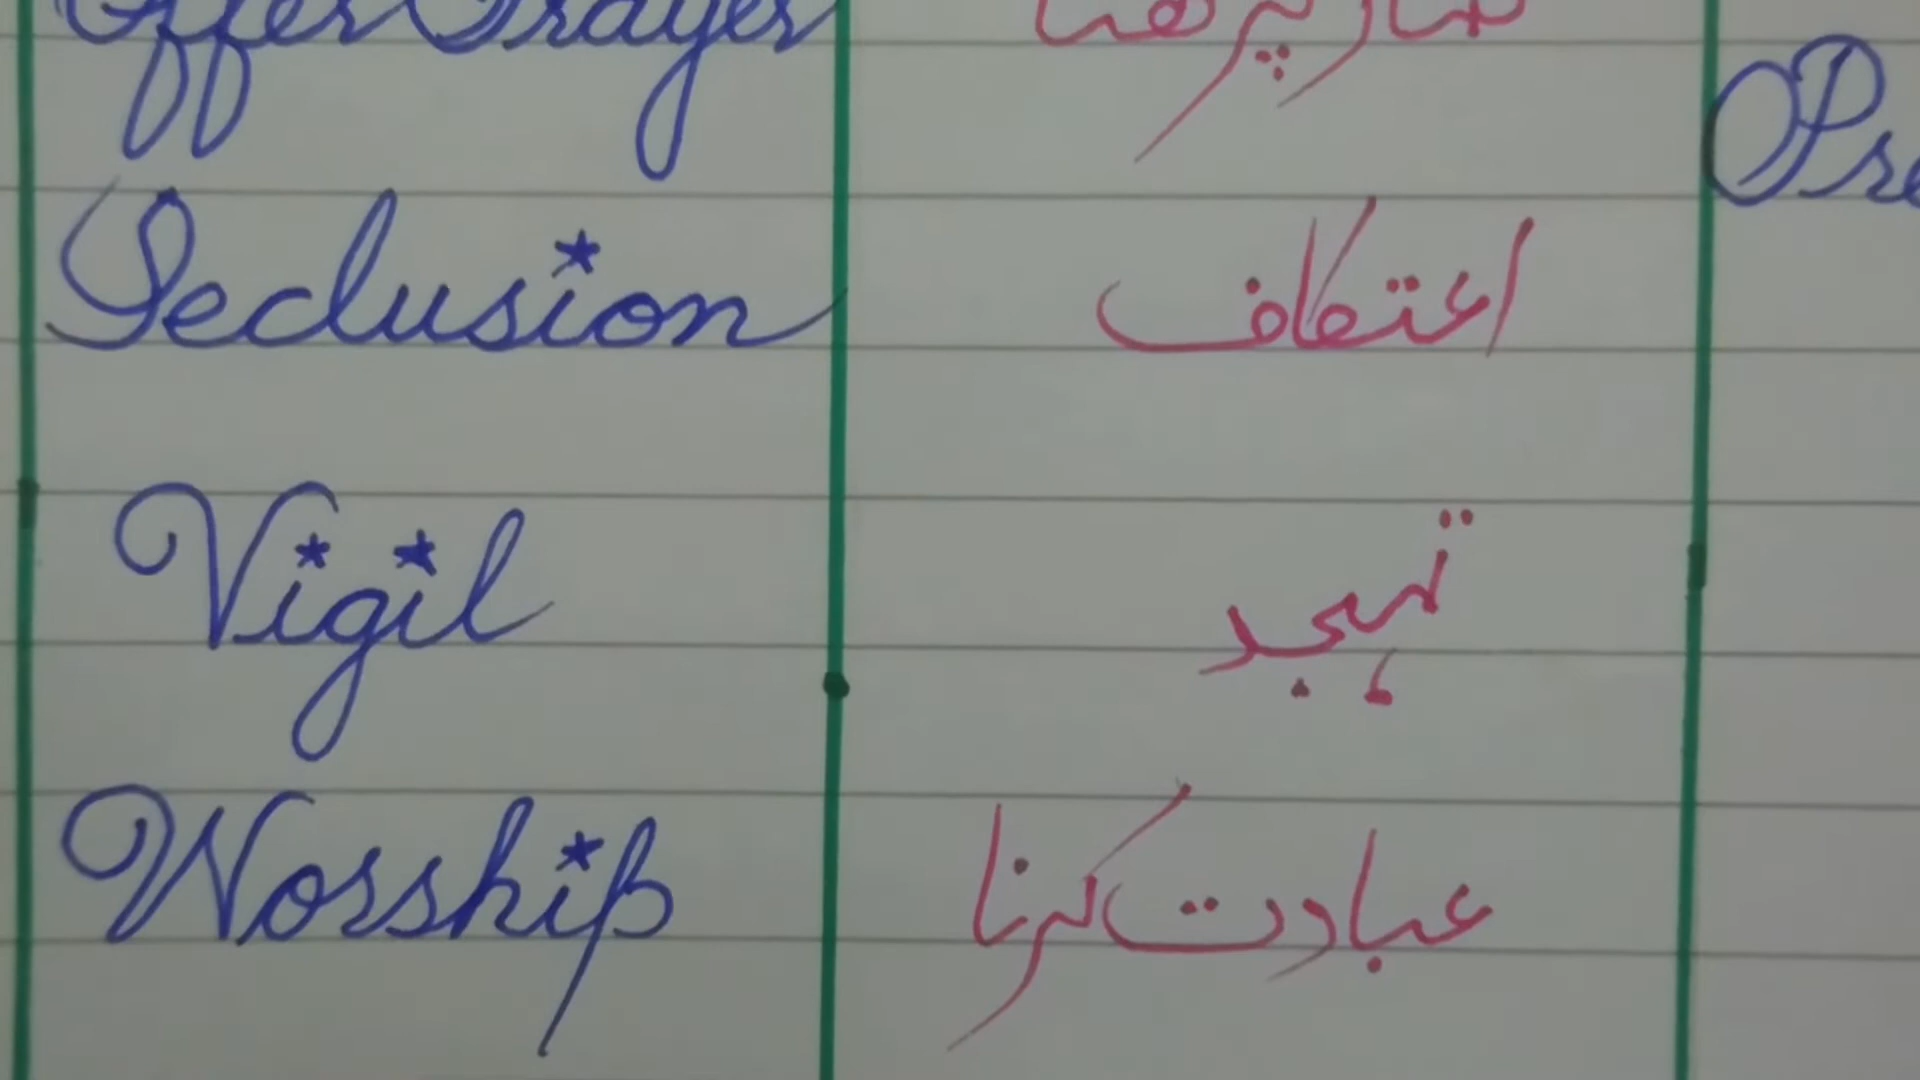 Offer Prayer نماز پڑھنا
Seclusion اعتکاف
Vigil تہجد
Worship عبادت کرنا